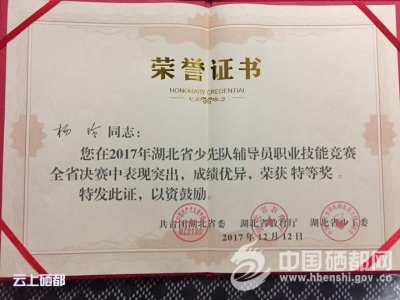 荣誉证书
HONORARY CREDENTIAL
杨玲 同志：
您在2017年湖北省少先队辅导员职业技能竞赛
全省决赛中表现突出，成绩优异，荣获 特等奖。
特发此证，以资鼓励。
共青团湖北省委 湖北省教育厅 湖北省少工委
2017年12月12日
云上硒都
中国硒都网
www.hbenshi.gov.cn